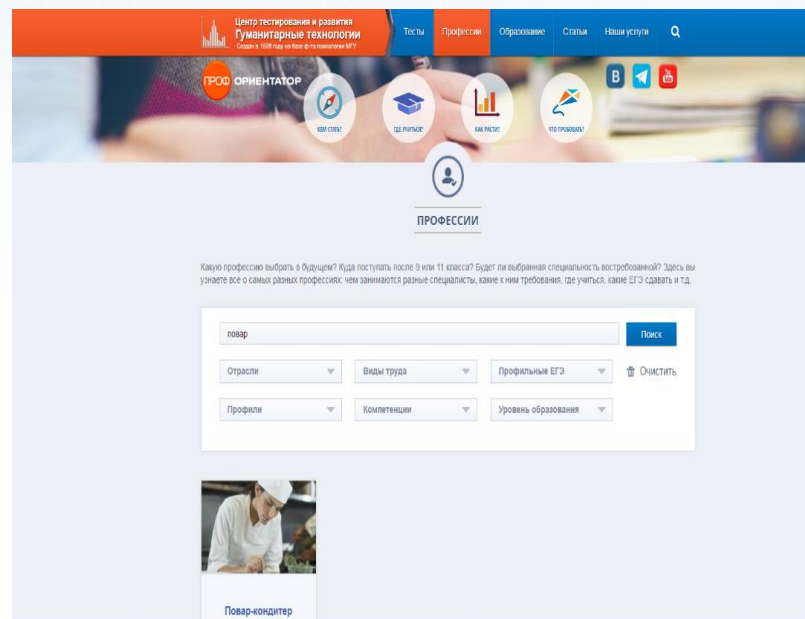 Центр тестирования и развития
Гуманитарные технологии
Создан в 1990 году на базе ф-та психологии МГУ
Тесты
Профессии
Образование
Статьи
Наши услуги
ПРОФ ОРИЕНТАТОР
КЕМ СТАТЬ?
ГДЕ УЧИТЬСЯ?
КАК РАСТИ?
ЧТО ПРОБОВАТЬ?
ПРОФЕССИИ
Какую профессию выбрать в будущем? Куда поступать после 9 или 11 класса? Будет ли выбранная специальность востребованной? Здесь вы
узнаете все о самых разных профессиях: чем занимаются разные специалисты, какие к ним требования, где учиться, какие ЕГЭ сдавать и т.д.
повар
Поиск
Отрасли
Виды труда
Профильные ЕГЭ
Очистить
Профили
Компетенции
Уровень образования
Повар-кондитер